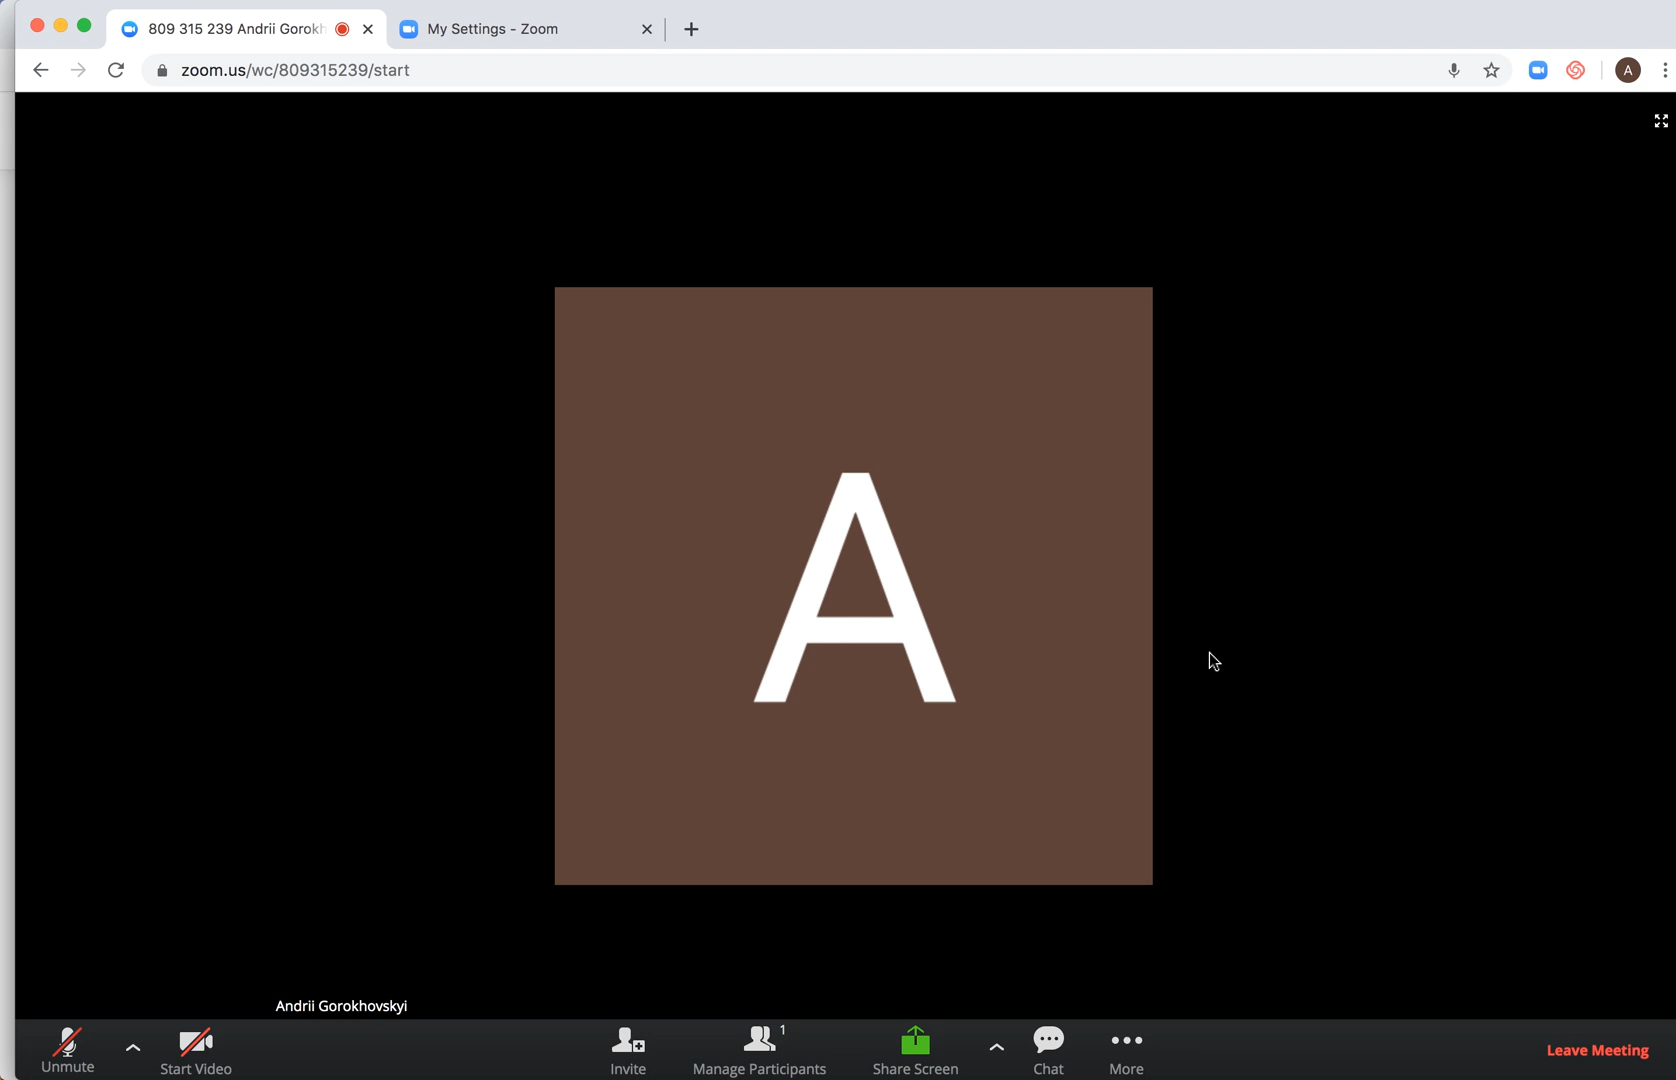 809 315 239 Andrii Gorokh
My Settings - Zoom
zoom.us/wc/809315239/start
A
A
Andrii Gorokhovskyi
Unmute
Start Video
Invite
1
Manage Participants
Share Screen
Chat
More
Leave Meeting